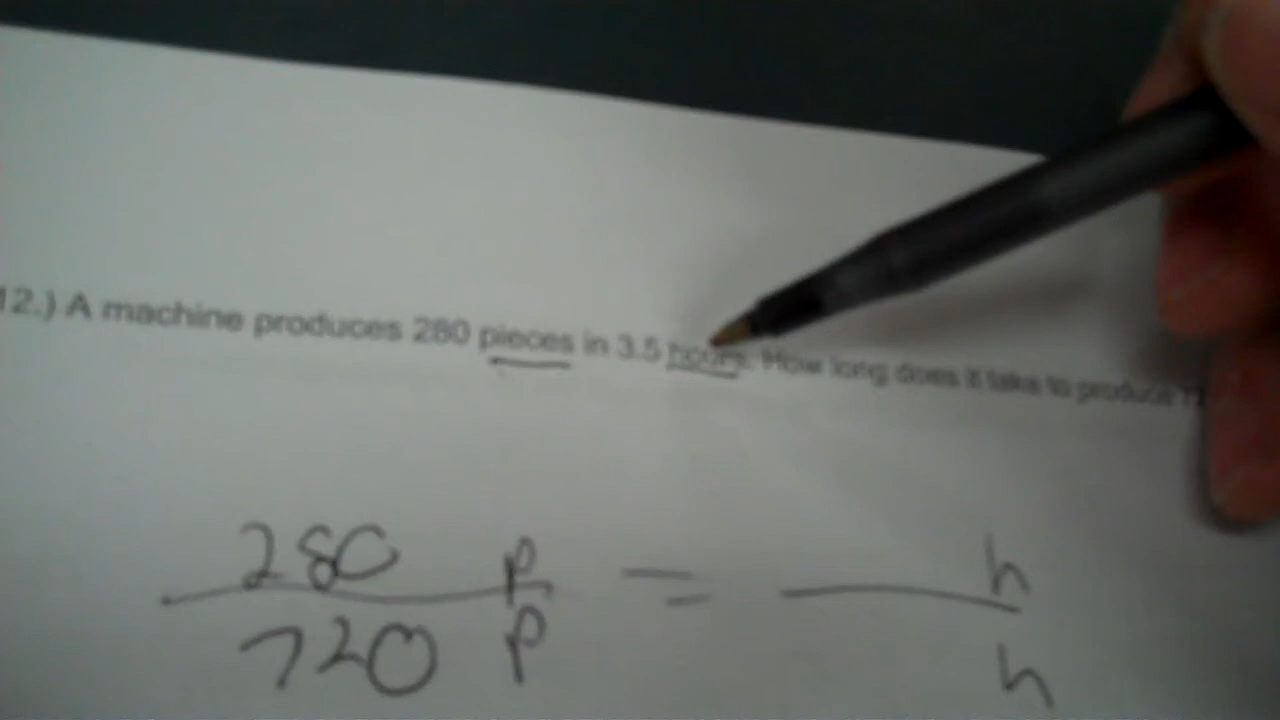 12.) A machine produces 280 pieces in 3.5 hours. How long does it take to produce
280 p = h
720 p h